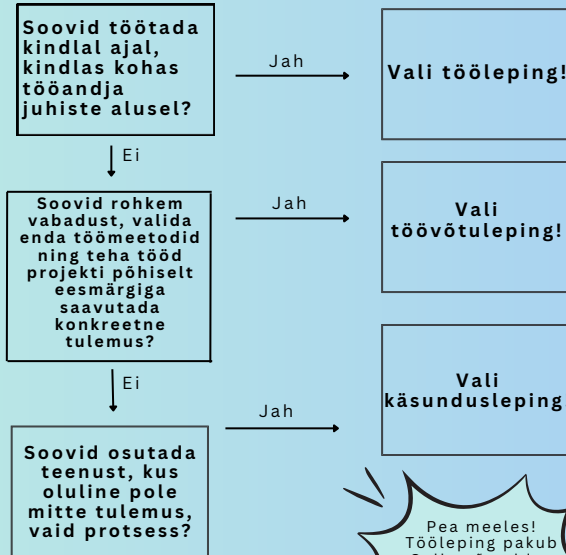 Soovid töötada
kindlal ajal,
kindlas kohas
tööandja
juhiste alusel?
Jah
Vali tööleping!
Ei
Soovid rohkem
vabadust, valida
enda töömeetodid
ning teha tööd
projekti põhiselt
eesmärgiga
saavutada
konkreetne
tulemus?
Jah
Vali
töövõtuleping!
Ei
Soovid osutada
teenust, kus
oluline pole
mitte tulemus,
vaid protsess?
Jah
Vali
käsundusleping
Pea meeles!
Tööleping pakub